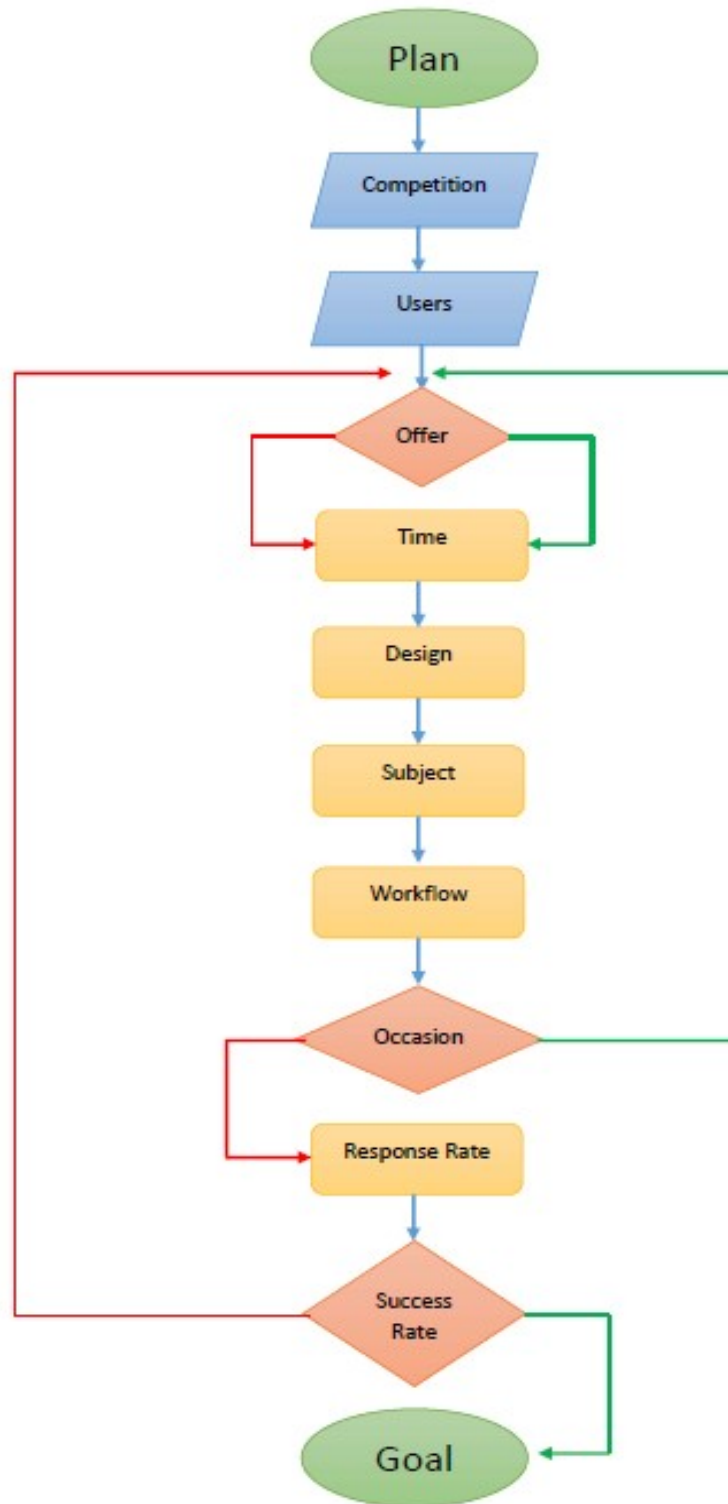 Plan
Competition
Users
Offer
Time
Design
Subject
Workflow
Occasion
Response Rate
Success
Rate
Goal